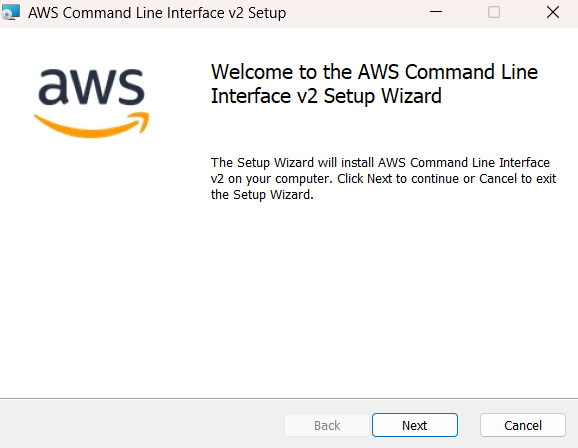 AWS Command Line Interface v2 Setup
aws
Welcome to the AWS Command Line
Interface v2 Setup Wizard
The Setup Wizard will install AWS Command Line Interface
v2 on your computer. Click Next to continue or Cancel to exit
the Setup Wizard.
Back
Next
Cancel